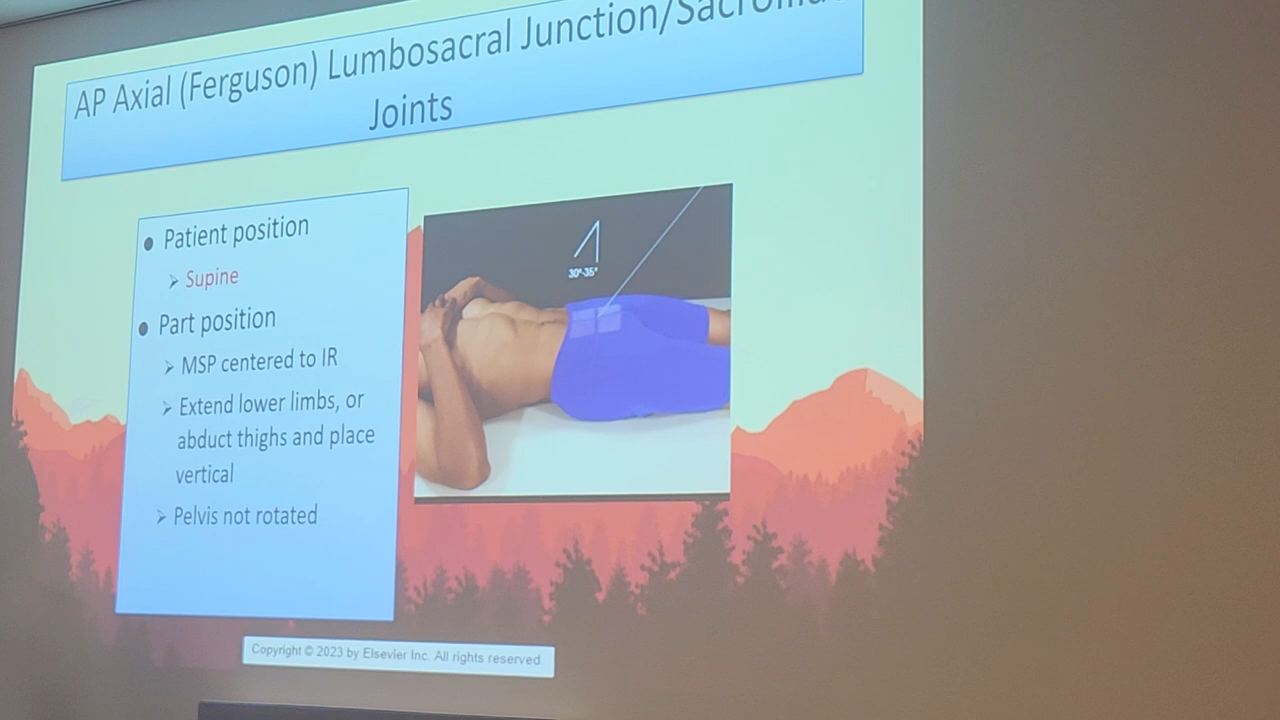 AP Axial (Ferguson) Lumbosacral Junction/
Joints
● Patient position
➢ Supine
● Part position
➢ MSP centered to IR
➢ Extend lower limbs, or
abduct thighs and place
vertical
➢ Pelvis not rotated
30°-35°
Copyright © 2023 by Elsevier Inc. All rights reserved.